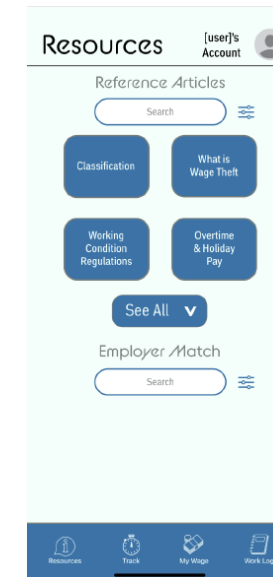 Resources
[user]'s
Account
Reference Articles
Search
Classification
What is
Wage Theft
Working
Condition
Regulations
Overtime
& Holiday
Pay
See All
Employer Match
Search
Resources
Track
My Wage
Work Log